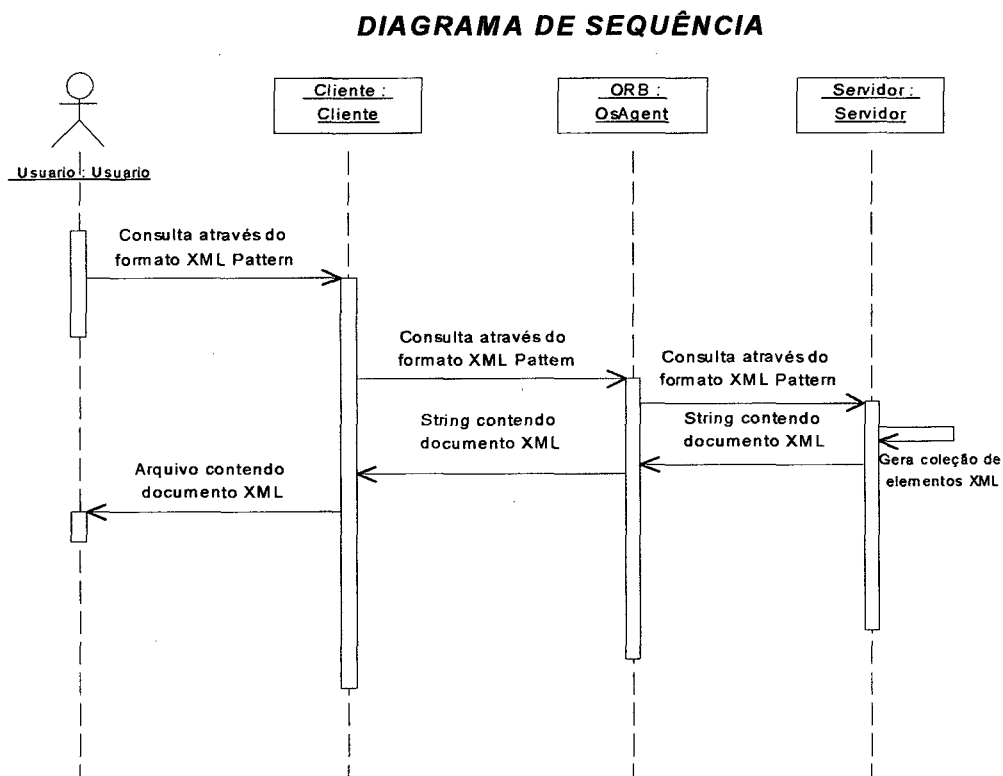 DIAGRAMA DE SEQUÊNCIA
Usuario : Usuario
Cliente :
Cliente
ORB :
OsAgent
Servidor :
Servidor
Consulta através do
formato XML Pattern
Consulta através do
formato XML Pattern
Consulta através do
formato XML Pattern
String contendo
documento XML
String contendo
documento XML
Gera coleção de
elementos XML
Arquivo contendo
documento XML